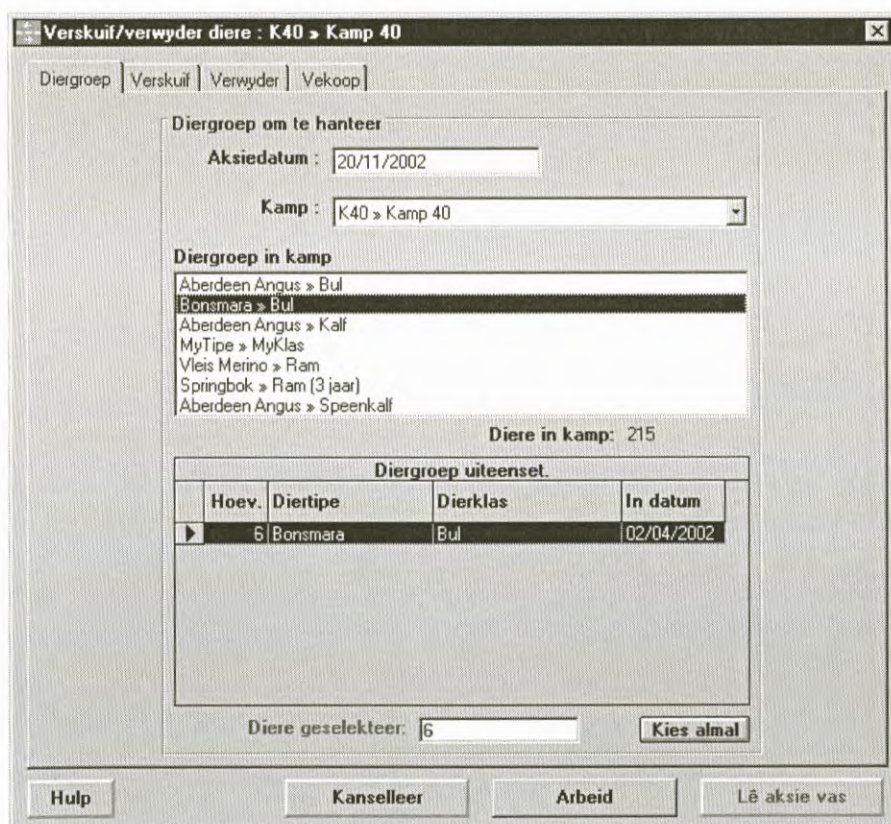 Verskuif/verwyder diere : K40 » Kamp 40
Diergroep Verskuif Verwyder Vekoop
Diergroep om te hanteer
Aksiedatum : 20/11/2002
Kamp : K40 » Kamp 40
Diergroep in kamp
Aberdeen Angus » Bul
Bonsmara » Bul
Aberdeen Angus » Kalf
MyTipe » MyKlas
Vleis Merino » Ram
Springbok » Ram (3 jaar)
Aberdeen Angus » Speenkalf
Diere in kamp: 215
Diergroep uiteenset.
Hoev. Diertipe Dierklas In datum
6 Bonsmara Bul 02/04/2002
Diere geselekteer: 6 Kies almal
Hulp Kanselleer Arbeid Lê aksie vas